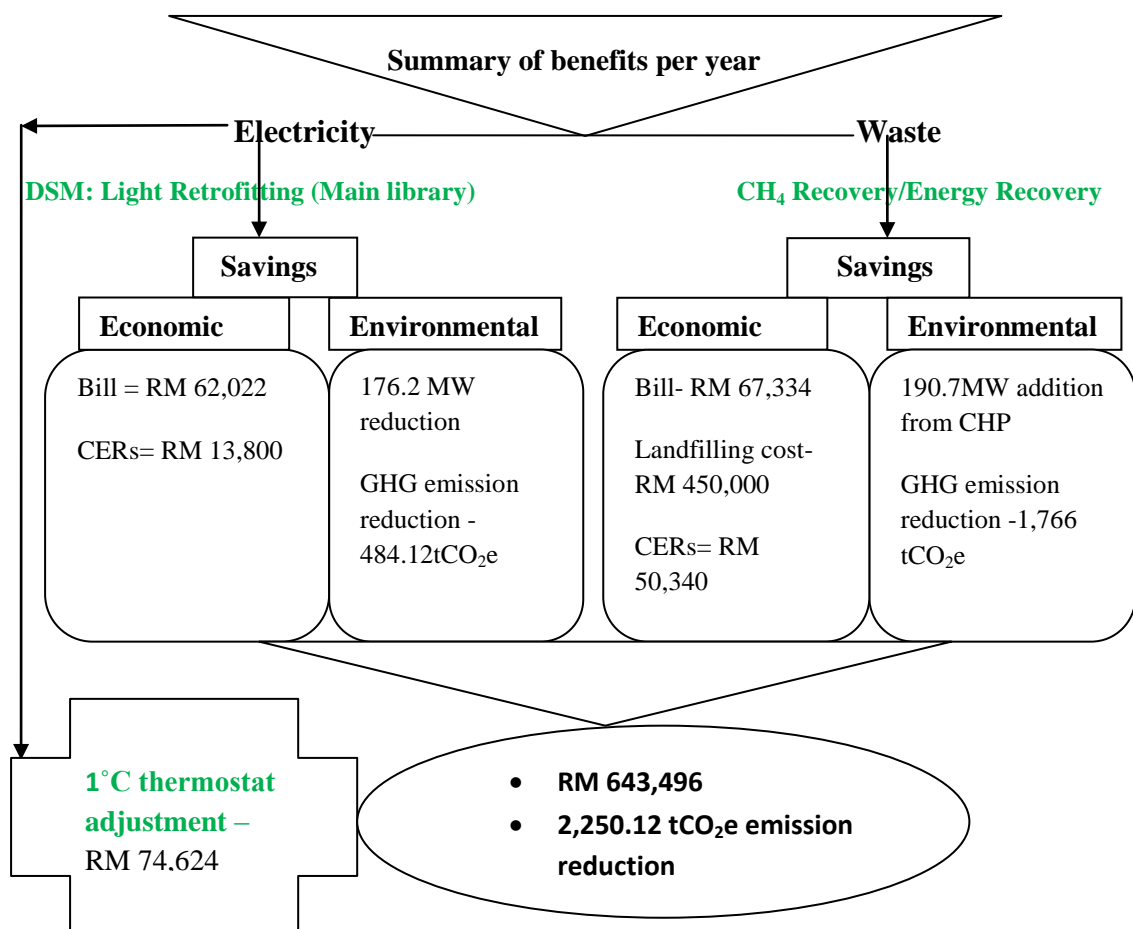 Summary of benefits per year
Electricity
Waste
DSM: Light Retrofitting (Main library)
CH₄ Recovery/Energy Recovery
Savings
Savings
Economic
Environmental
Economic
Environmental
Bill = RM 62,022
CERs= RM 13,800
176.2 MW
reduction
GHG emission
reduction -
484.12tCO₂e
Bill- RM 67,334
Landfilling cost-
RM 450,000
CERs= RM
50,340
190.7MW addition
from CHP
GHG emission
reduction -1,766
tCO₂e
1˚C thermostat
adjustment –
RM 74,624
• RM 643,496
• 2,250.12 tCO₂e emission
reduction